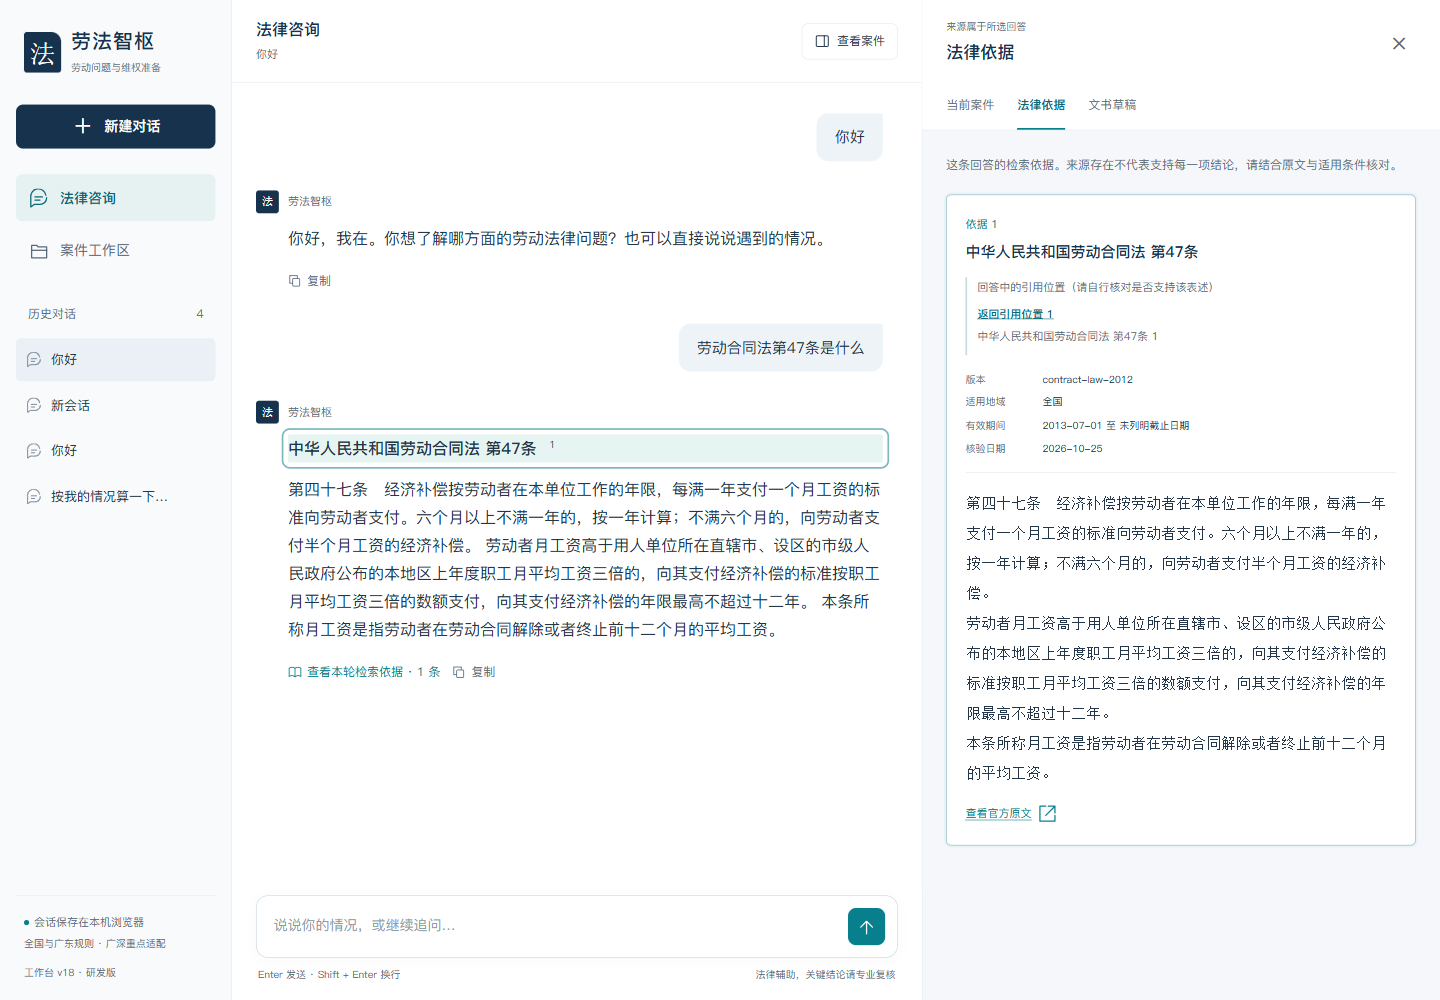 法
劳法智枢
劳动问题与维权准备
新建对话
法律咨询
案件工作区
历史对话 4
你好
新会话
你好
按我的情况算一下...
会话保存在本机浏览器
全国与广东规则 · 广深重点适配
工作台 v18 · 研发版
法律咨询
你好
查看案件
你好
法 劳法智枢
你好，我在。你想了解哪方面的劳动法律问题？也可以直接说说遇到的情况。
复制
劳动合同法第47条是什么
法 劳法智枢
中华人民共和国劳动合同法 第47条 1
第四十七条　经济补偿按劳动者在本单位工作的年限，每满一年支付一个月工资的标
准向劳动者支付。六个月以上不满一年的，按一年计算；不满六个月的，向劳动者支
付半个月工资的经济补偿。 劳动者月工资高于用人单位所在直辖市、设区的市级人
民政府公布的本地区上年度职工月平均工资三倍的，向其支付经济补偿的标准按职工
月平均工资三倍的数额支付，向其支付经济补偿的年限最高不超过十二年。 本条所
称月工资是指劳动者在劳动合同解除或者终止前十二个月的平均工资。
查看本轮检索依据 · 1 条 复制
说说你的情况，或继续追问...
Enter 发送 · Shift + Enter 换行
法律辅助，关键结论请专业复核
来源属于所选回答
法律依据
当前案件 法律依据 文书草稿
这条回答的检索依据。来源存在不代表支持每一项结论，请结合原文与适用条件核对。
依据 1
中华人民共和国劳动合同法 第47条
回答中的引用位置（请自行核对是否支持该表述）
返回引用位置 1
中华人民共和国劳动合同法 第47条 1
版本 contract-law-2012
适用地域 全国
有效期间 2013-07-01 至 未列明截止日期
核验日期 2026-10-25
第四十七条　经济补偿按劳动者在本单位工作的年限，每满一年
支付一个月工资的标准向劳动者支付。六个月以上不满一年的，
按一年计算；不满六个月的，向劳动者支付半个月工资的经济补
偿。
劳动者月工资高于用人单位所在直辖市、设区的市级人民政府公
布的本地区上年度职工月平均工资三倍的，向其支付经济补偿的
标准按职工月平均工资三倍的数额支付，向其支付经济补偿的年
限最高不超过十二年。
本条所称月工资是指劳动者在劳动合同解除或者终止前十二个月
的平均工资。
查看官方原文